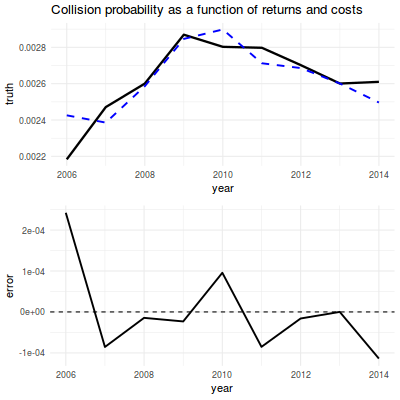 Collision probability as a function of returns and costs
truth
0.0028
0.0026
0.0024
0.0022
2006 2008 2010 2012 2014
year
error
2e-04
1e-04
0e+00
-1e-04
2006 2008 2010 2012 2014
year